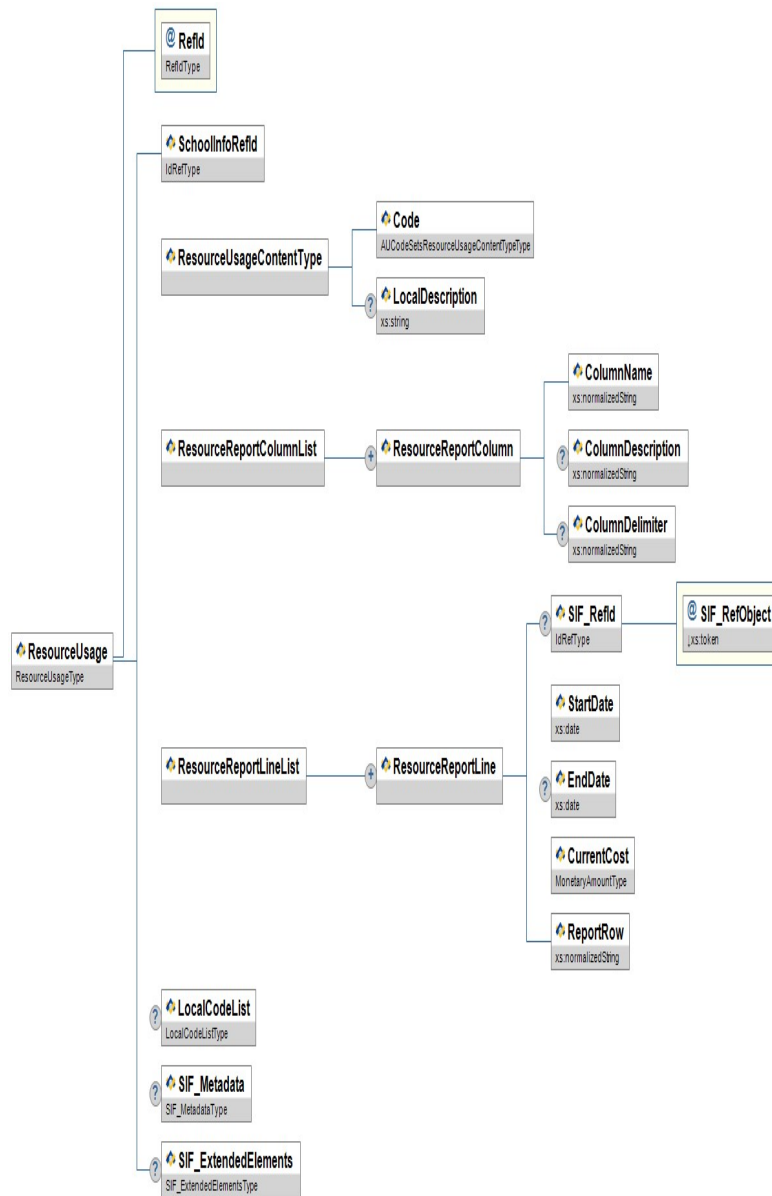 @ RefId
RefIdType
SchoolInfoRefId
IdRefType
Code
AUCodeSetsResourceUsageContentTypeType
ResourceUsageContentType
? LocalDescription
xs:string
ColumnName
xs:normalizedString
ResourceReportColumnList
+ ResourceReportColumn
? ColumnDescription
xs:normalizedString
? ColumnDelimiter
xs:normalizedString
? SIF_RefId
IdRefType
@ SIF_RefObject
xs:token
ResourceUsage
ResourceUsageType
StartDate
xs:date
ResourceReportLineList
+ ResourceReportLine
? EndDate
xs:date
CurrentCost
MonetaryAmountType
ReportRow
xs:normalizedString
? LocalCodeList
LocalCodeListType
? SIF_Metadata
SIF_MetadataType
? SIF_ExtendedElements
SIF_ExtendedElementsType